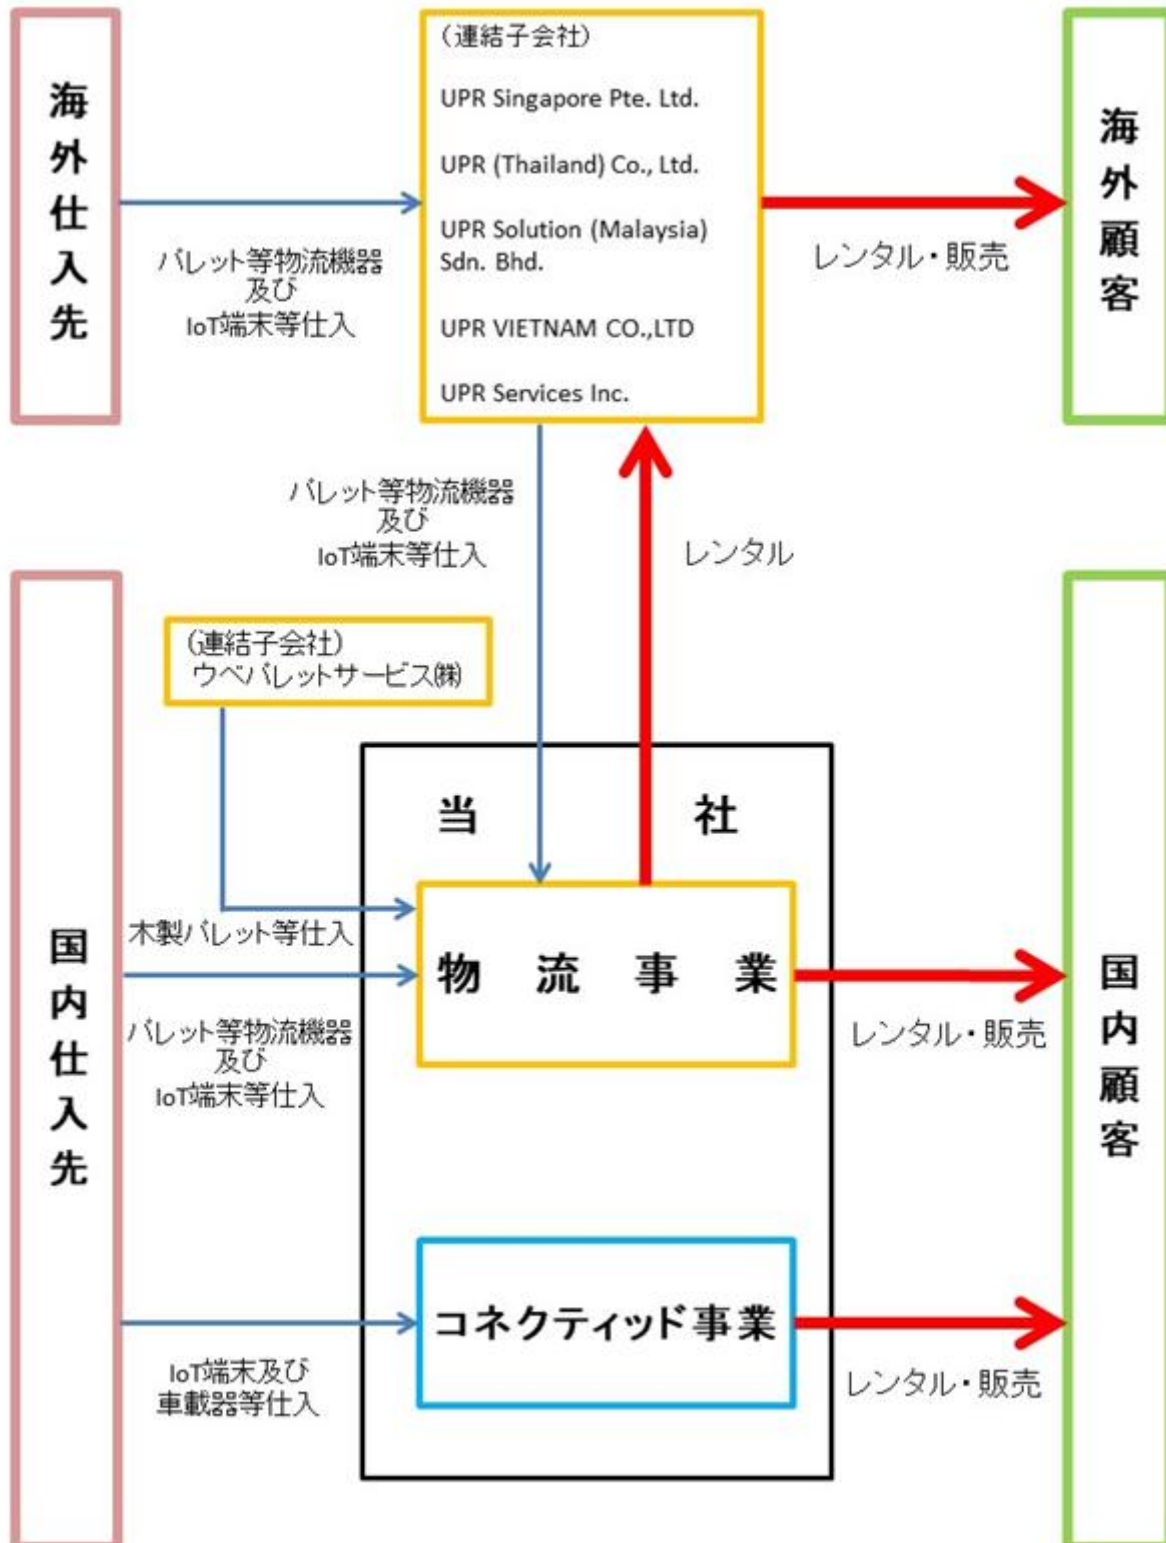 海外仕入先
パレット等物流機器
及び
IoT端末等仕入
（連結子会社）
UPR Singapore Pte. Ltd.
UPR (Thailand) Co., Ltd.
UPR Solution (Malaysia)
Sdn. Bhd.
UPR VIETNAM CO.,LTD
UPR Services Inc.
レンタル・販売
海外顧客
パレット等物流機器
及び
IoT端末等仕入
レンタル
国内仕入先
（連結子会社）
ウベパレットサービス㈱
当社
木製パレット等仕入
物流事業
パレット等物流機器
及び
IoT端末等仕入
レンタル・販売
国内顧客
コネクティッド事業
IoT端末及び
車載器等仕入
レンタル・販売